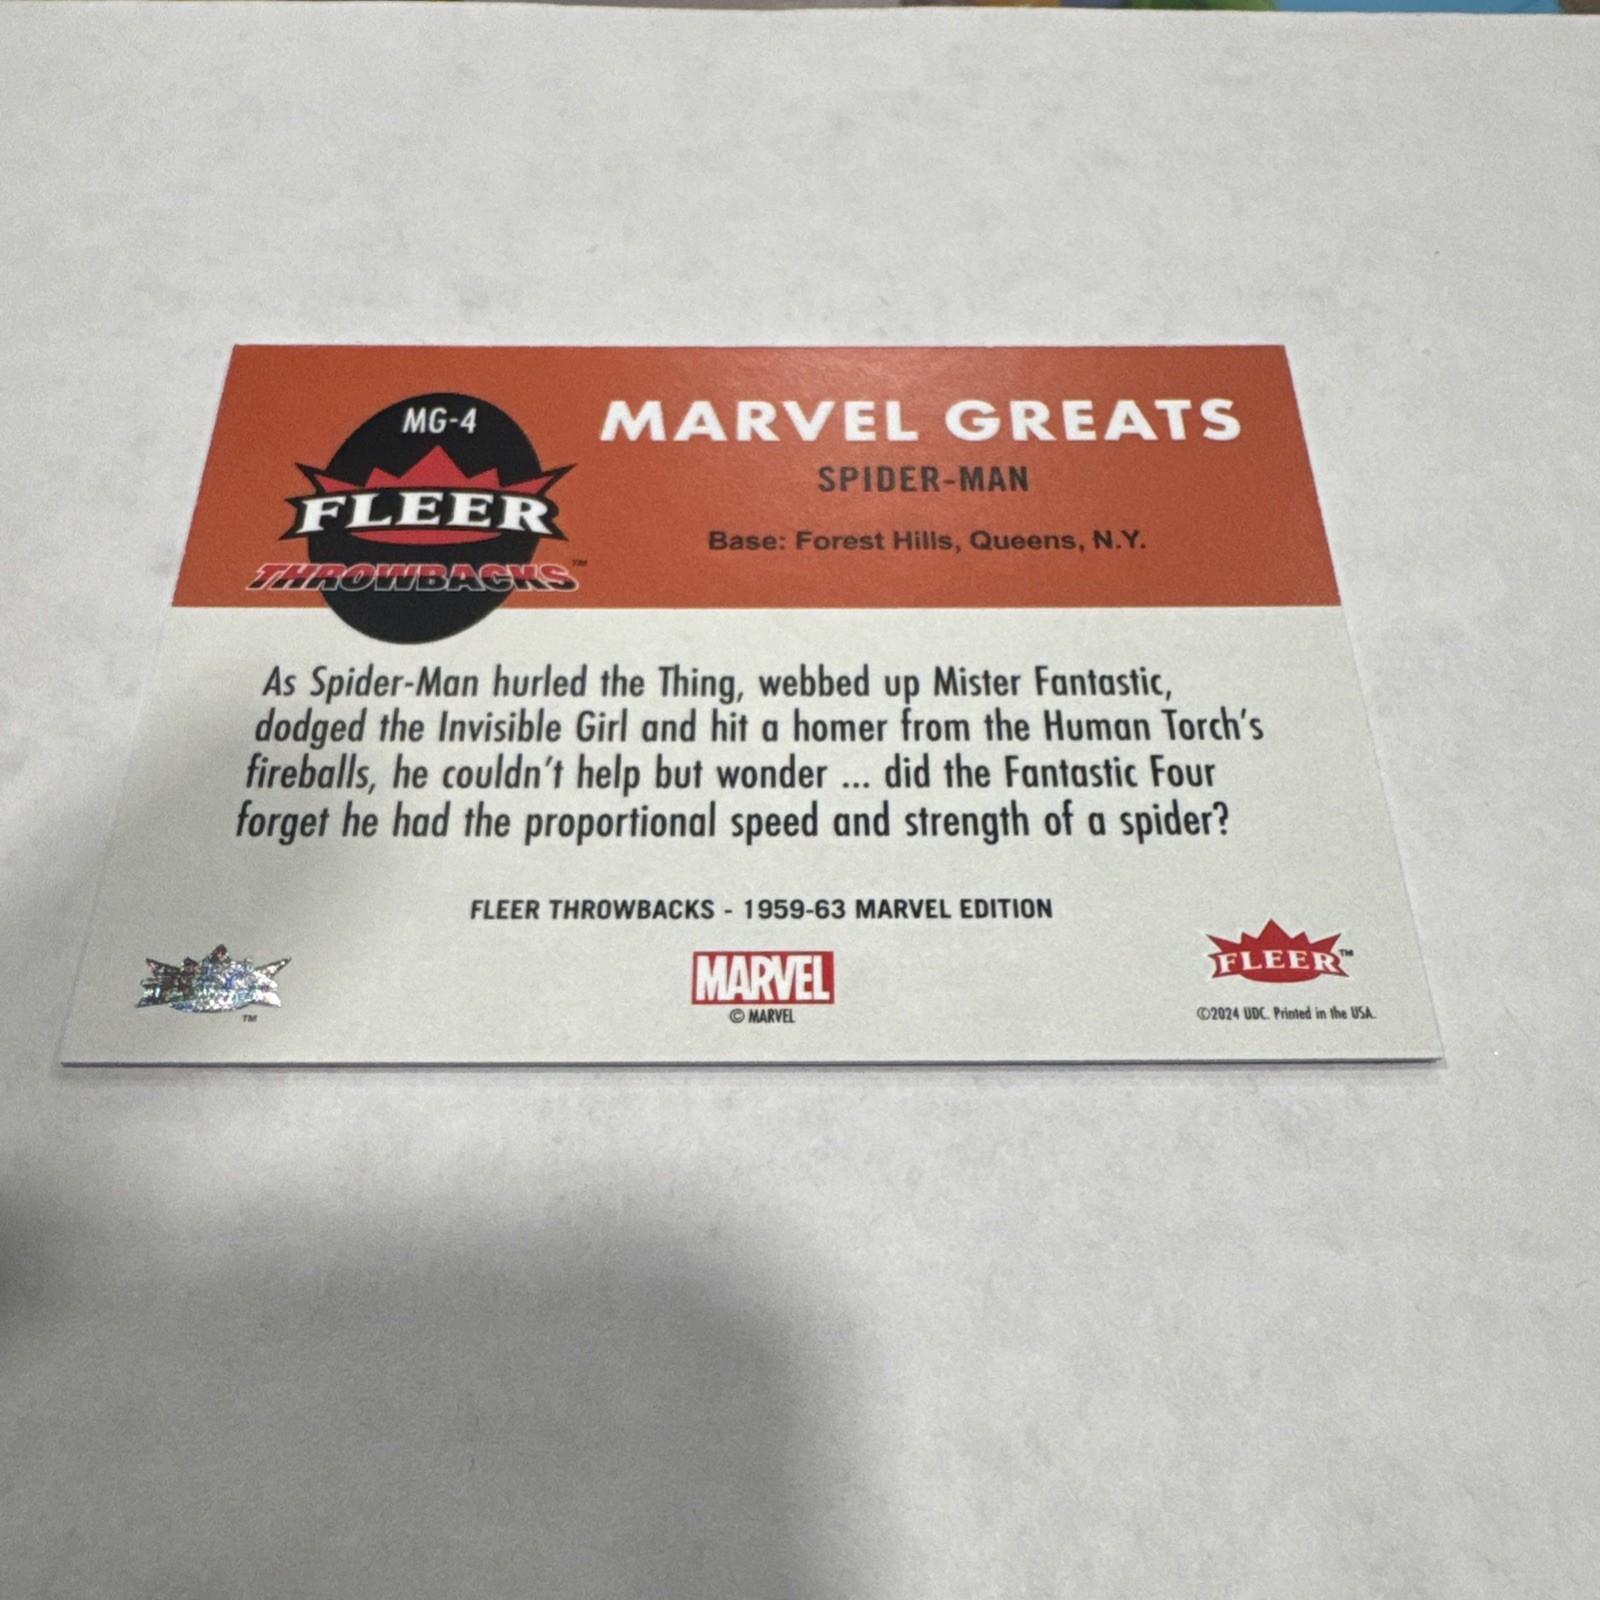 MG-4
FLEER
THROWBACKS™
MARVEL GREATS
SPIDER-MAN
Base: Forest Hills, Queens, N.Y.
As Spider-Man hurled the Thing, webbed up Mister Fantastic,
dodged the Invisible Girl and hit a homer from the Human Torch's
fireballs, he couldn't help but wonder ... did the Fantastic Four
forget he had the proportional speed and strength of a spider?
FLEER THROWBACKS - 1959-63 MARVEL EDITION
TM
MARVEL
© MARVEL
FLEER™
©2024 UDC. Printed in the USA.